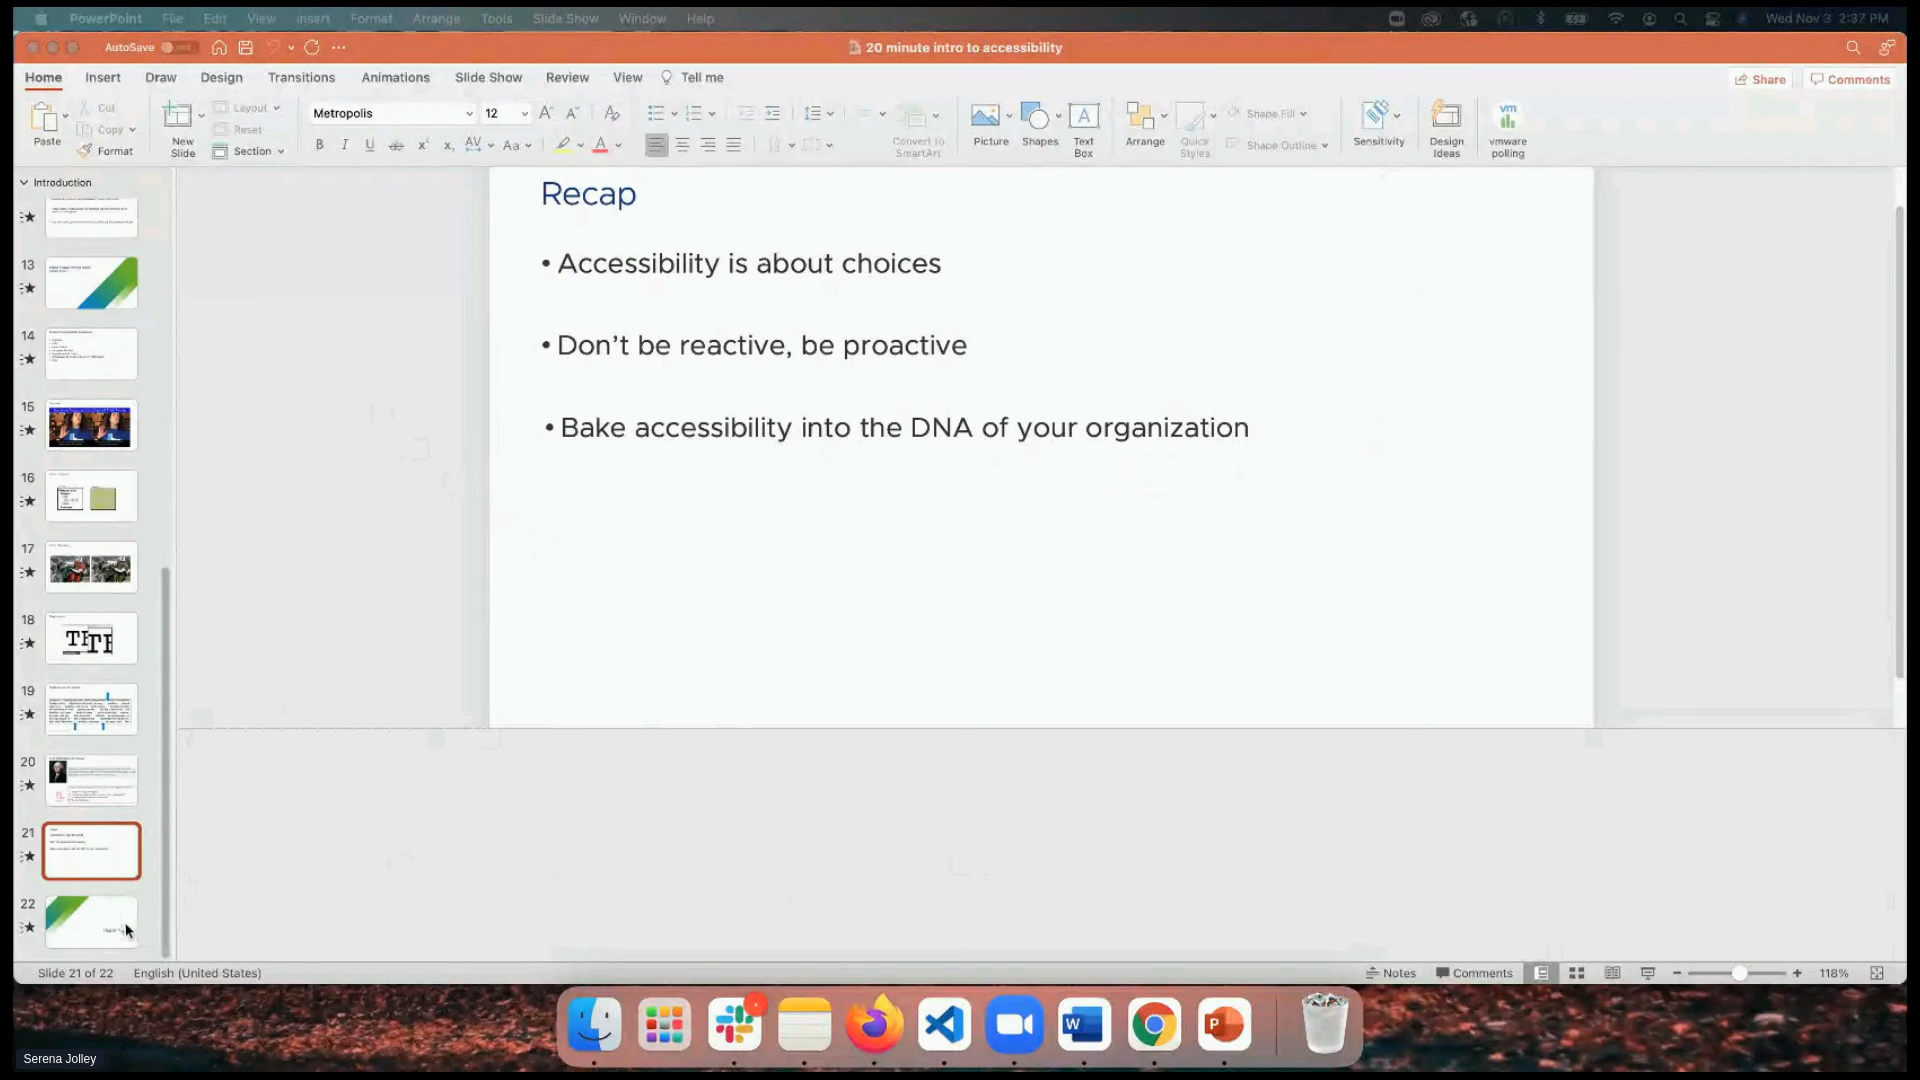 PowerPoint File Edit View Insert Format Arrange Tools Slide Show Window Help Wed Nov 3 2:37 PM
AutoSave 20 minute intro to accessibility
Home Insert Draw Design Transitions Animations Slide Show Review View Tell me Share Comments
Paste Cut Copy Format
New Slide Layout Reset Section
Metropolis 12
Convert to SmartArt
Picture Shapes Text Box Arrange Quick Styles Shape Fill Shape Outline
Sensitivity Design Ideas vmware polling
Introduction
13
14
15
16
17
18
19
20
21
22
Recap
• Accessibility is about choices
• Don’t be reactive, be proactive
• Bake accessibility into the DNA of your organization
Slide 21 of 22 English (United States) Notes Comments 118%
Serena Jolley